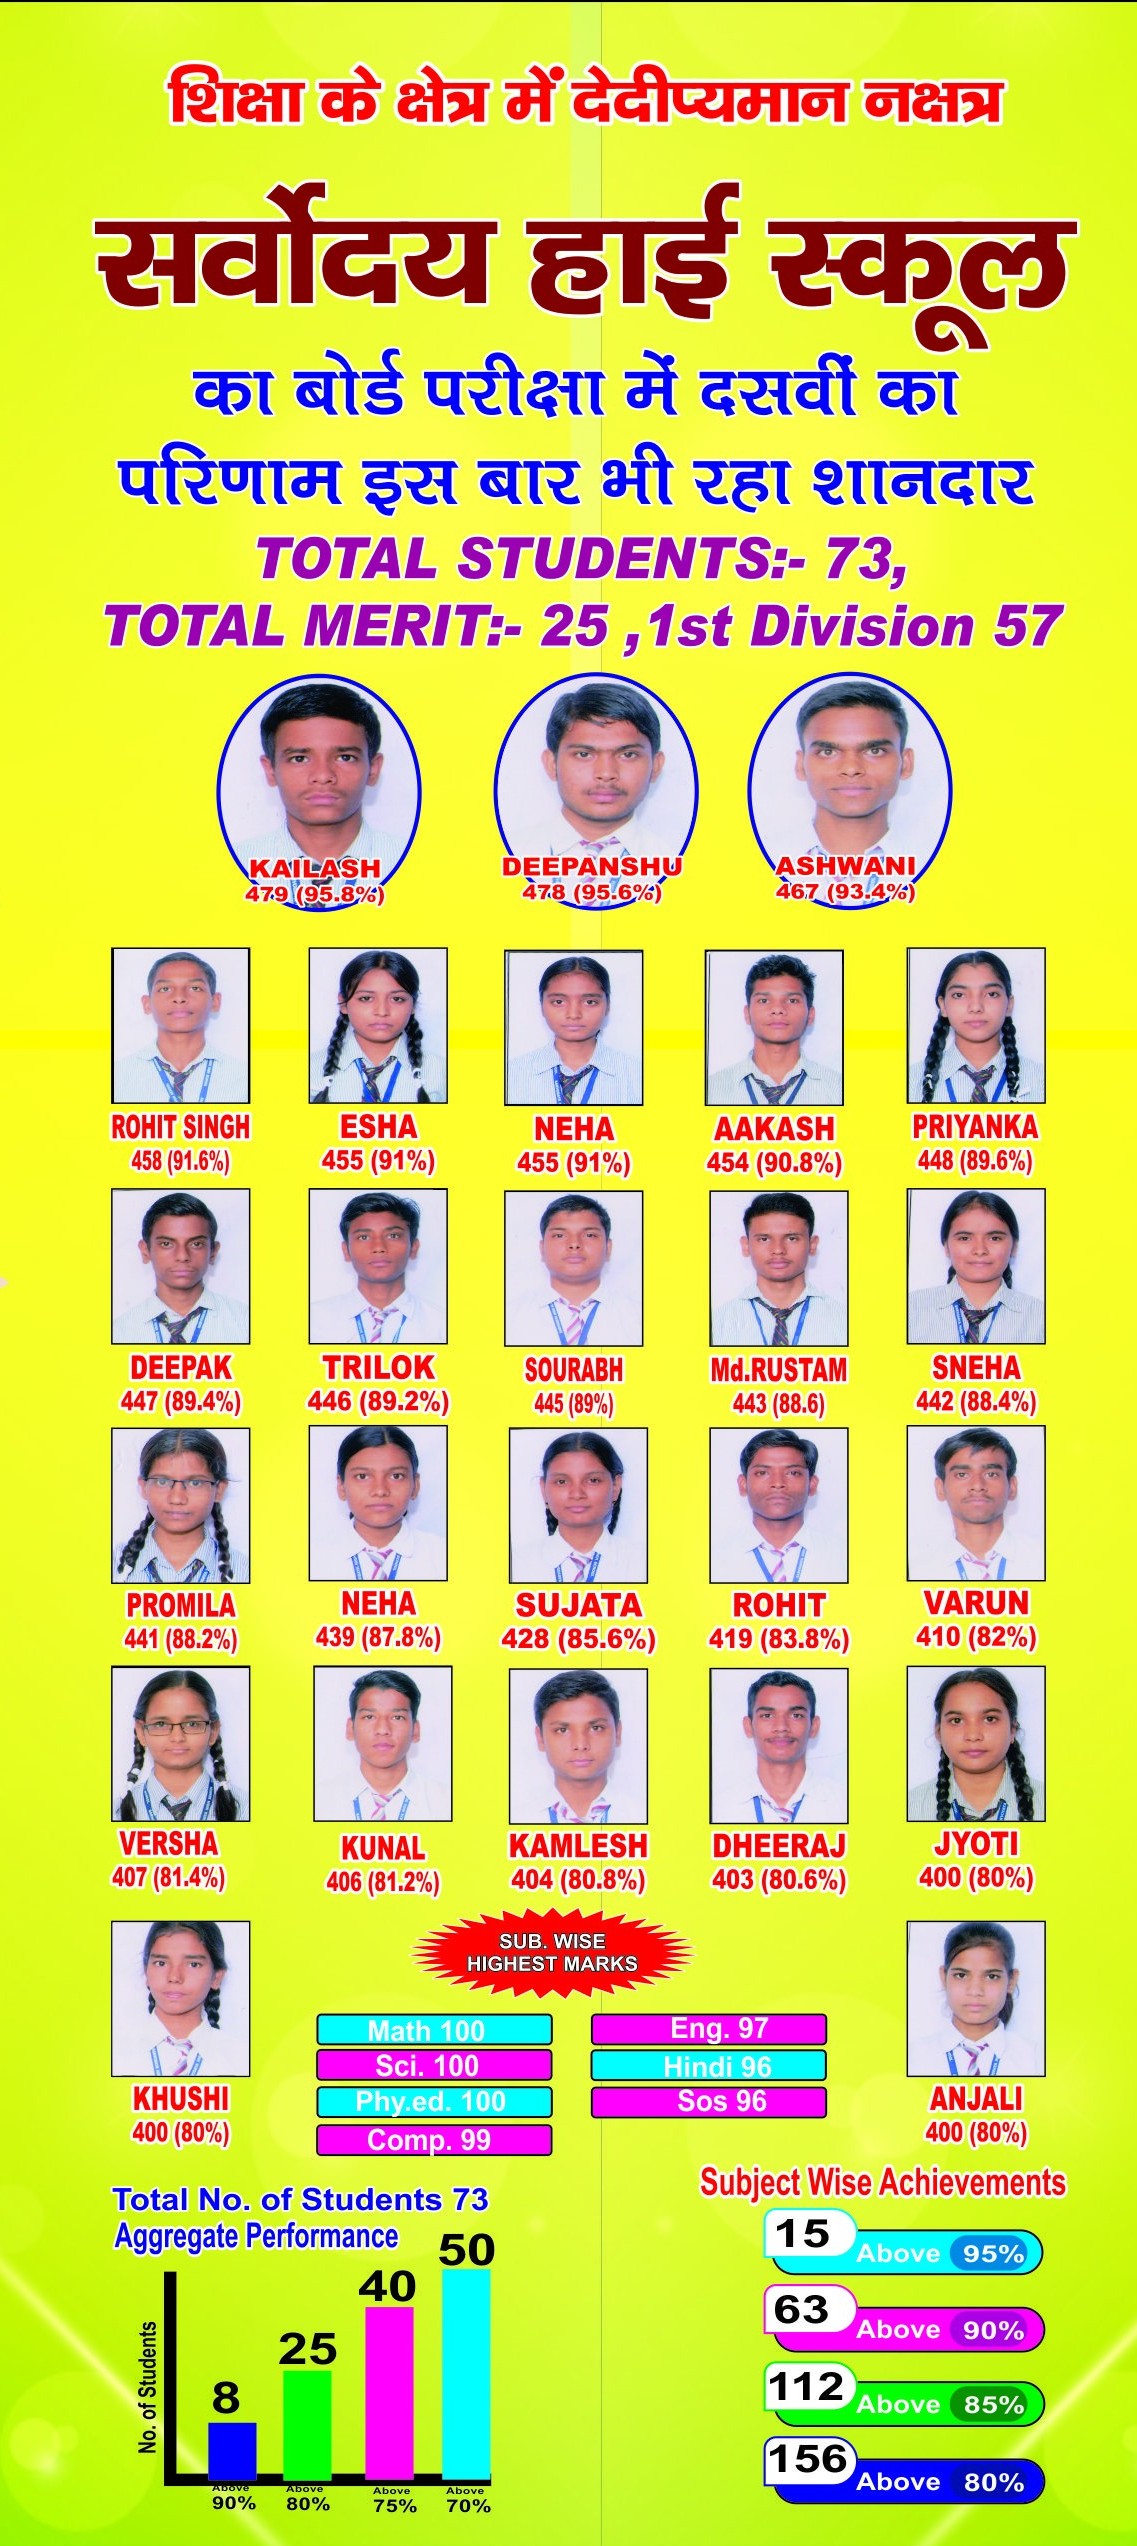 शिक्षा के क्षेत्र में देदीप्यमान नक्षत्र
सर्वोदय हाई स्कूल
का बोर्ड परीक्षा में दसवीं का
परिणाम इस बार भी रहा शानदार
TOTAL STUDENTS:- 73,
TOTAL MERIT:- 25 ,1st Division 57
KAILASH
479 (95.8%)
DEEPANSHU
478 (95.6%)
ASHWANI
467 (93.4%)
ROHIT SINGH
458 (91.6%)
ESHA
455 (91%)
NEHA
455 (91%)
AAKASH
454 (90.8%)
PRIYANKA
448 (89.6%)
DEEPAK
447 (89.4%)
TRILOK
446 (89.2%)
SOURABH
445 (89%)
Md.RUSTAM
443 (88.6)
SNEHA
442 (88.4%)
PROMILA
441 (88.2%)
NEHA
439 (87.8%)
SUJATA
428 (85.6%)
ROHIT
419 (83.8%)
VARUN
410 (82%)
VERSHA
407 (81.4%)
KUNAL
406 (81.2%)
KAMLESH
404 (80.8%)
DHEERAJ
403 (80.6%)
JYOTI
400 (80%)
KHUSHI
400 (80%)
SUB. WISE
HIGHEST MARKS
Math 100
Sci. 100
Phy.ed. 100
Comp. 99
Eng. 97
Hindi 96
Sos 96
ANJALI
400 (80%)
Total No. of Students 73
Aggregate Performance
No. of Students
8
25
40
50
Above
90%
Above
80%
Above
75%
Above
70%
Subject Wise Achievements
15 Above 95%
63 Above 90%
112 Above 85%
156 Above 80%